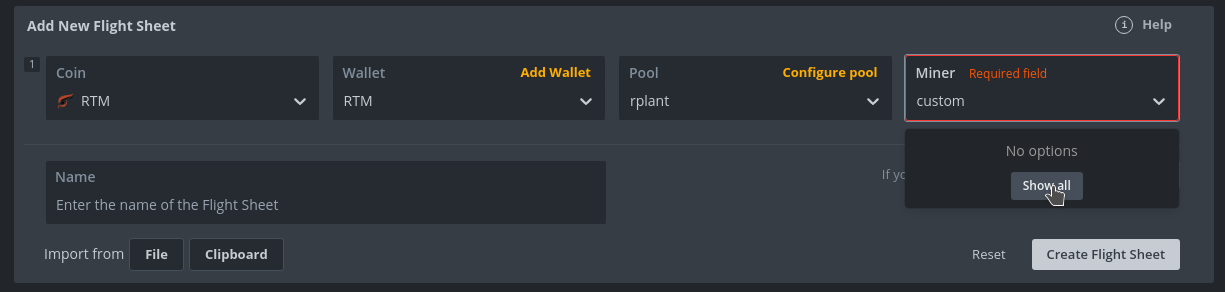 Add New Flight Sheet
Help
1
Coin
RTM
Wallet
Add Wallet
RTM
Pool
Configure pool
rplant
Miner
Required field
custom
No options
Show all
Name
Enter the name of the Flight Sheet
If yo
Import from
File
Clipboard
Reset
Create Flight Sheet